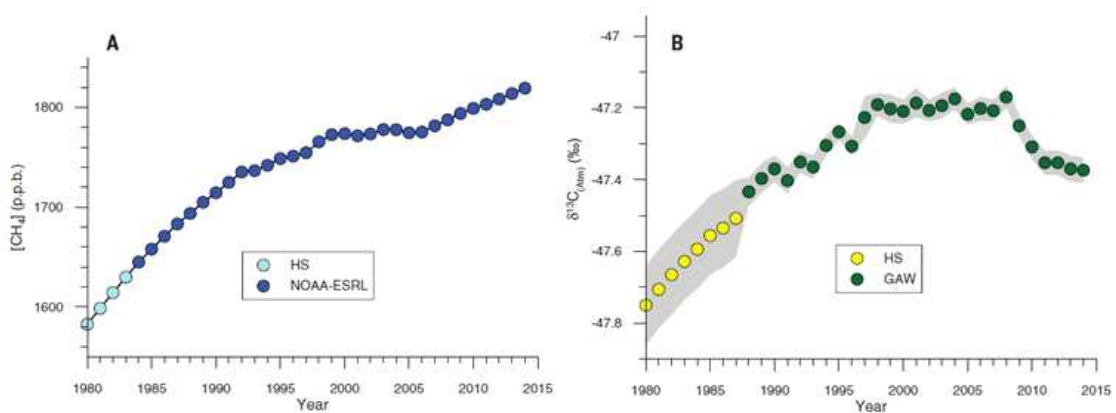 A
[CH₄] (p.p.b.)
1800
1700
1600
HS
NOAA-ESRL
1980 1985 1990 1995 2000 2005 2010 2015
Year
B
δ¹³C(Atm) (‰)
-47
-47.2
-47.4
-47.6
-47.8
HS
GAW
1980 1985 1990 1995 2000 2005 2010 2015
Year